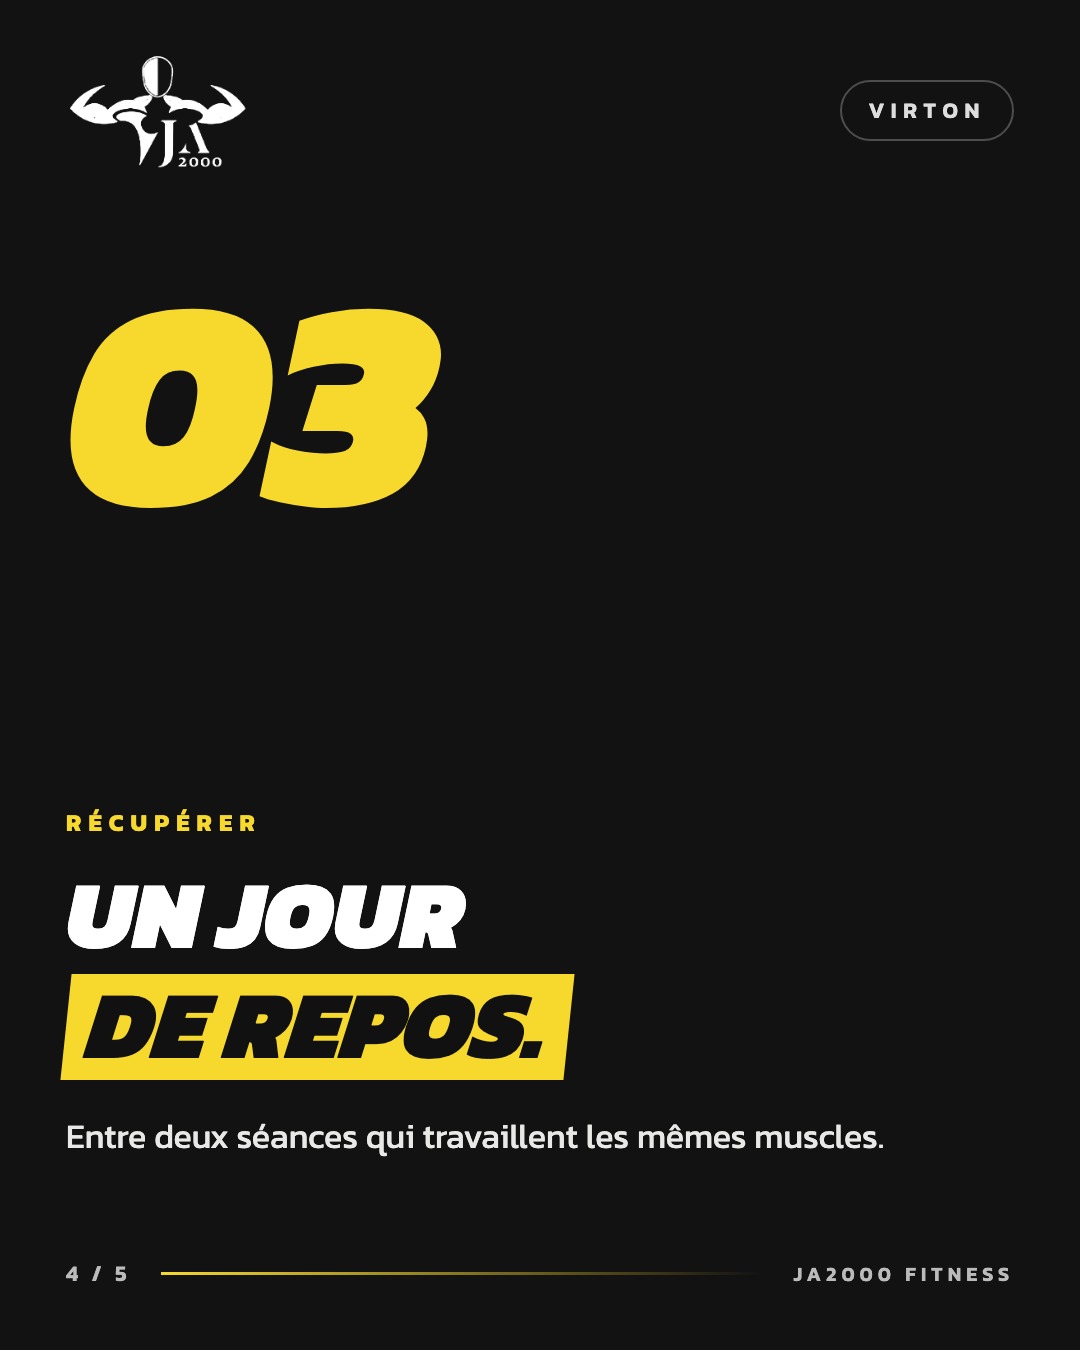 JA
2000
VIRTON
03
RÉCUPÉRER
UN JOUR
DE REPOS.
Entre deux séances qui travaillent les mêmes muscles.
4 / 5
JA2000 FITNESS